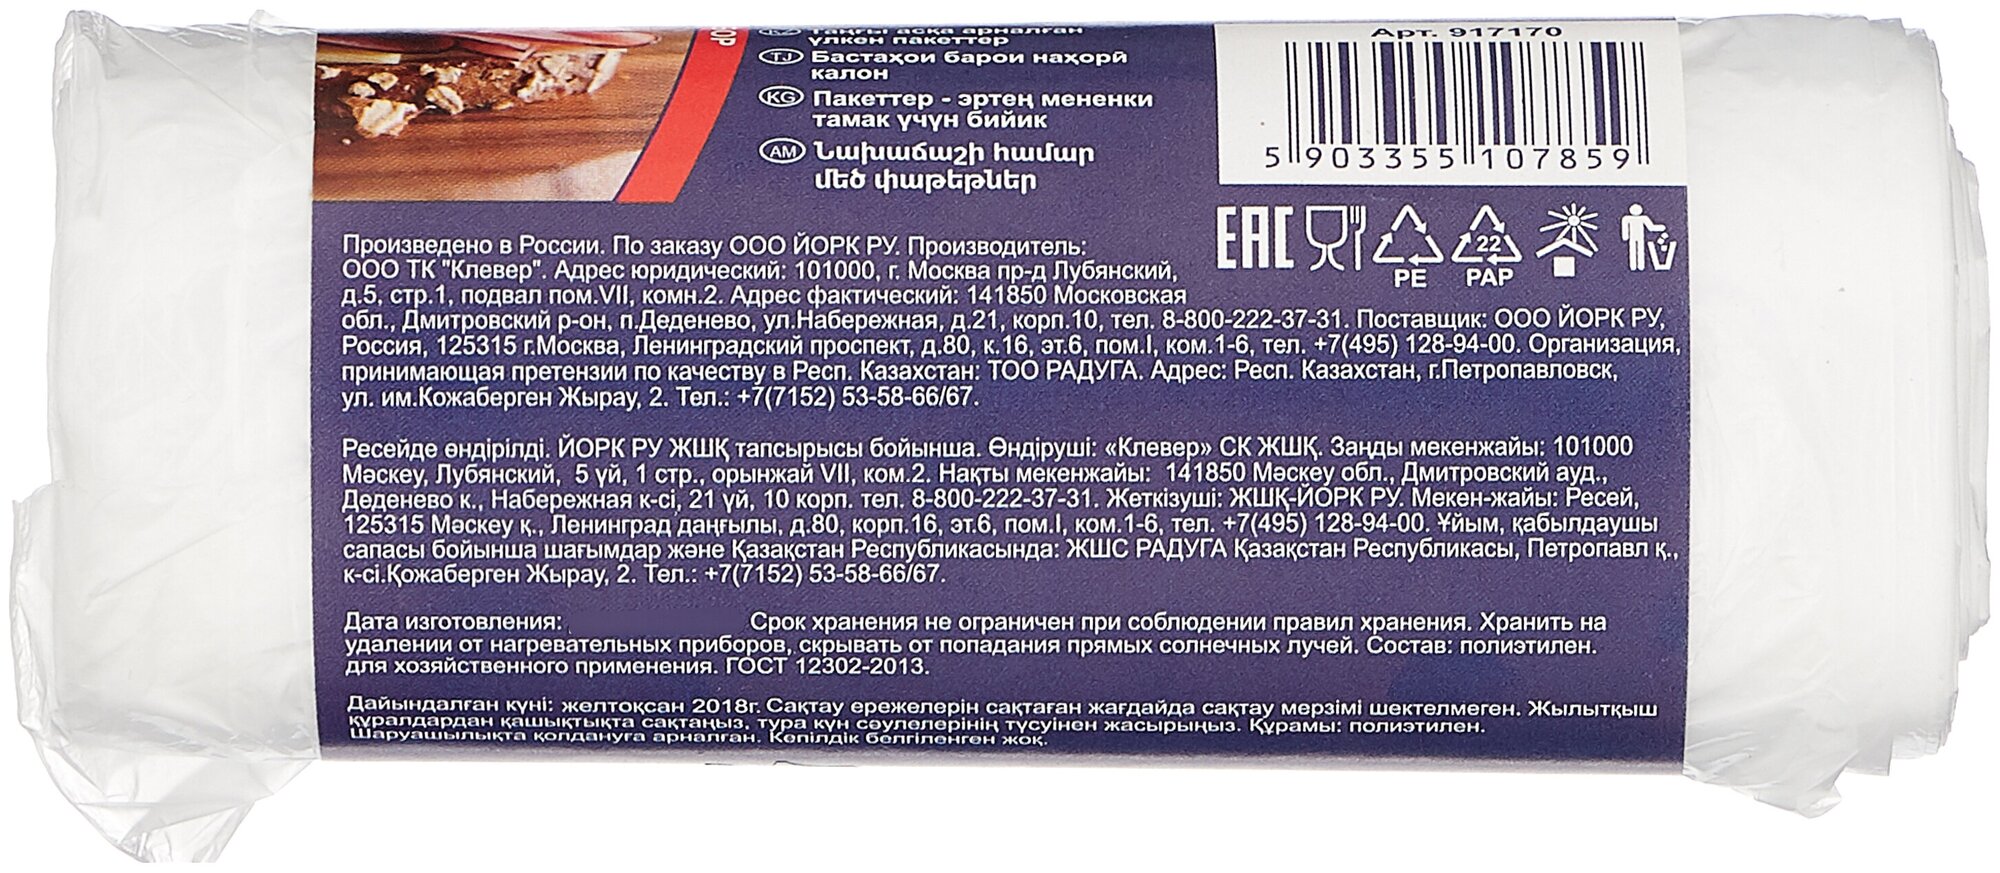 KZ Таңғы асқа арналған
үлкен пакеттер
TJ Бастаҳои барои наҳорӣ
калон
KG Пакеттер - эртең мененки
тамак үчүн бийик
AM Նախաճաշի համար
մեծ փաթեթներ
Арт. 917170
5 903355 107859
EAC
PE
22
PAP
Произведено в России. По заказу ООО ЙОРК РУ. Производитель:
ООО ТК "Клевер". Адрес юридический: 101000, г. Москва пр-д Лубянский,
д.5, стр.1, подвал пом.VII, комн.2. Адрес фактический: 141850 Московская
обл., Дмитровский р-он, п.Деденево, ул.Набережная, д.21, корп.10, тел. 8-800-222-37-31. Поставщик: ООО ЙОРК РУ,
Россия, 125315 г.Москва, Ленинградский проспект, д.80, к.16, эт.6, пом.I, ком.1-6, тел. +7(495) 128-94-00. Организация,
принимающая претензии по качеству в Респ. Казахстан: ТОО РАДУГА. Адрес: Респ. Казахстан, г.Петропавловск,
ул. им.Кожаберген Жырау, 2. Тел.: +7(7152) 53-58-66/67.
Ресейде өндірілді. ЙОРК РУ ЖШҚ тапсырысы бойынша. Өндіруші: «Клевер» СК ЖШҚ. Заңды мекенжайы: 101000
Мәскеу, Лубянский, 5 үй, 1 стр., орынжай VII, ком.2. Нақты мекенжайы: 141850 Мәскеу обл., Дмитровский ауд.,
Деденево к., Набережная к-сі, 21 үй, 10 корп. тел. 8-800-222-37-31. Жеткізуші: ЖШҚ-ЙОРК РУ. Мекен-жайы: Ресей,
125315 Мәскеу қ., Ленинград даңғылы, д.80, корп.16, эт.6, пом.I, ком.1-6, тел. +7(495) 128-94-00. Ұйым, қабылдаушы
сапасы бойынша шағымдар және Қазақстан Республикасында: ЖШС РАДУГА Қазақстан Республикасы, Петропавл қ.,
к-сі.Қожаберген Жырау, 2. Тел.: +7(7152) 53-58-66/67.
Дата изготовления: Срок хранения не ограничен при соблюдении правил хранения. Хранить на
удалении от нагревательных приборов, скрывать от попадания прямых солнечных лучей. Состав: полиэтилен.
для хозяйственного применения. ГОСТ 12302-2013.
Дайындалған күні: желтоқсан 2018г. Сақтау ережелерін сақтаған жағдайда сақтау мерзімі шектелмеген. Жылытқыш
құралдардан қашықтықта сақтаңыз, тура күн сәулелерінің түсуінен жасырыңыз. Құрамы: полиэтилен.
Шаруашылықта қолдануға арналған. Кепілдік белгіленген жоқ.